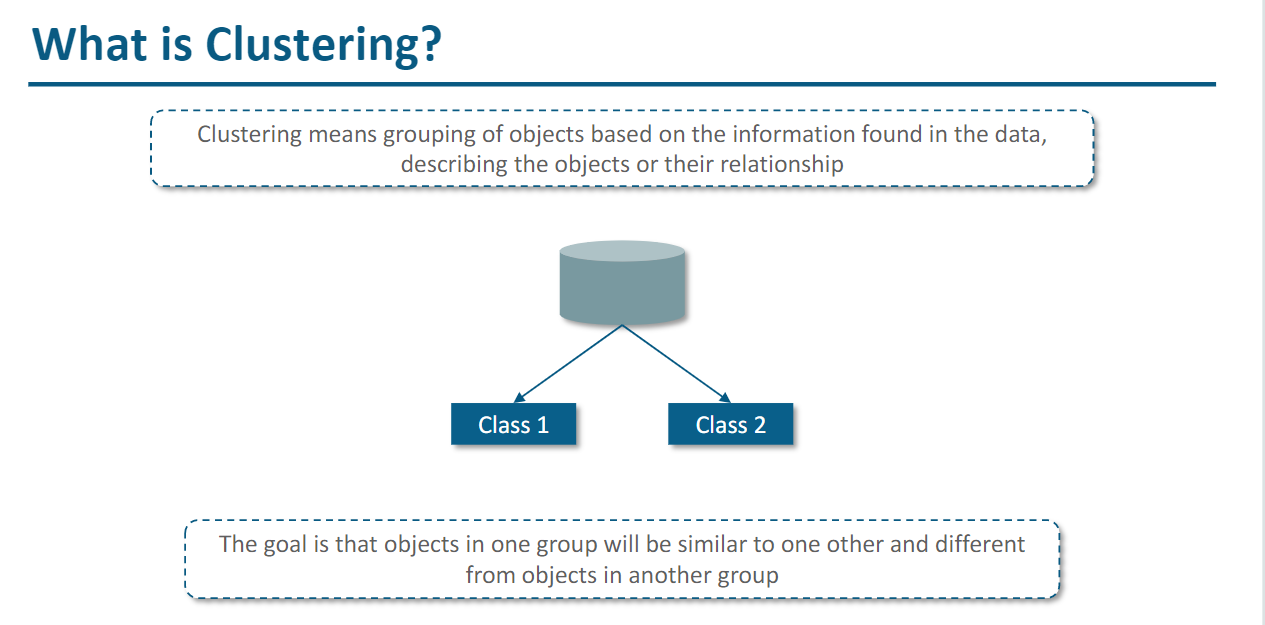 What is Clustering?
Clustering means grouping of objects based on the information found in the data,
describing the objects or their relationship
Class 1
Class 2
The goal is that objects in one group will be similar to one other and different
from objects in another group